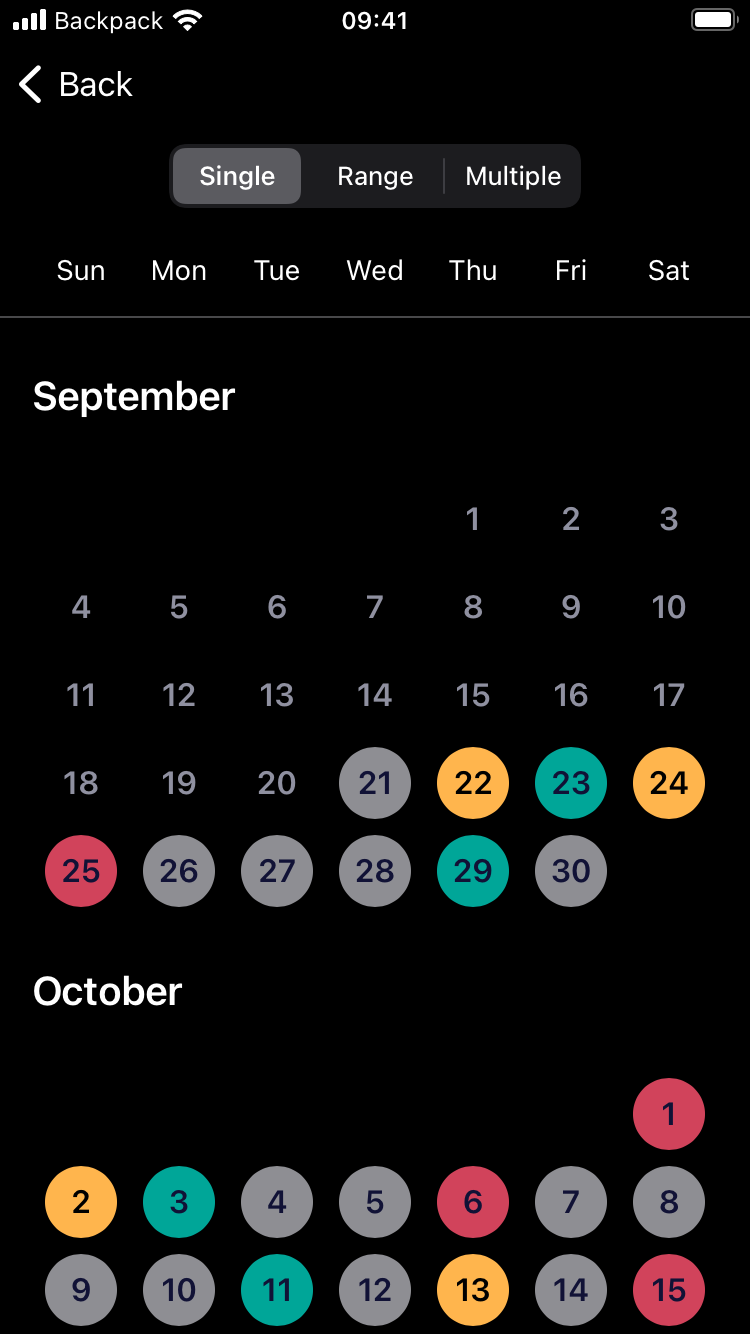 Backpack 09:41
Back
Single Range Multiple
Sun Mon Tue Wed Thu Fri Sat
September
1 2 3
4 5 6 7 8 9 10
11 12 13 14 15 16 17
18 19 20 21 22 23 24
25 26 27 28 29 30
October
1
2 3 4 5 6 7 8
9 10 11 12 13 14 15